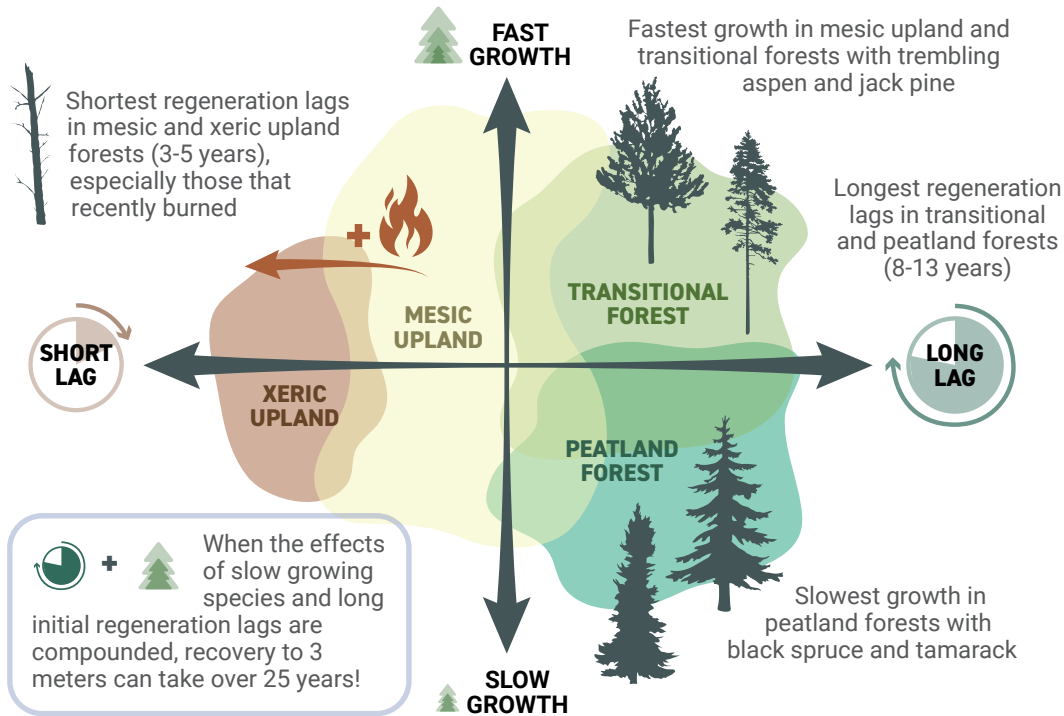 FAST
GROWTH
Fastest growth in mesic upland and
transitional forests with trembling
aspen and jack pine
Shortest regeneration lags
in mesic and xeric upland
forests (3-5 years),
especially those that
recently burned
Longest regeneration
lags in transitional
and peatland forests
(8-13 years)
+
TRANSITIONAL
FOREST
MESIC
UPLAND
SHORT
LAG
LONG
LAG
XERIC
UPLAND
PEATLAND
FOREST
+
When the effects
of slow growing
species and long
initial regeneration lags are
compounded, recovery to 3
meters can take over 25 years!
Slowest growth in
peatland forests with
black spruce and tamarack
SLOW
GROWTH